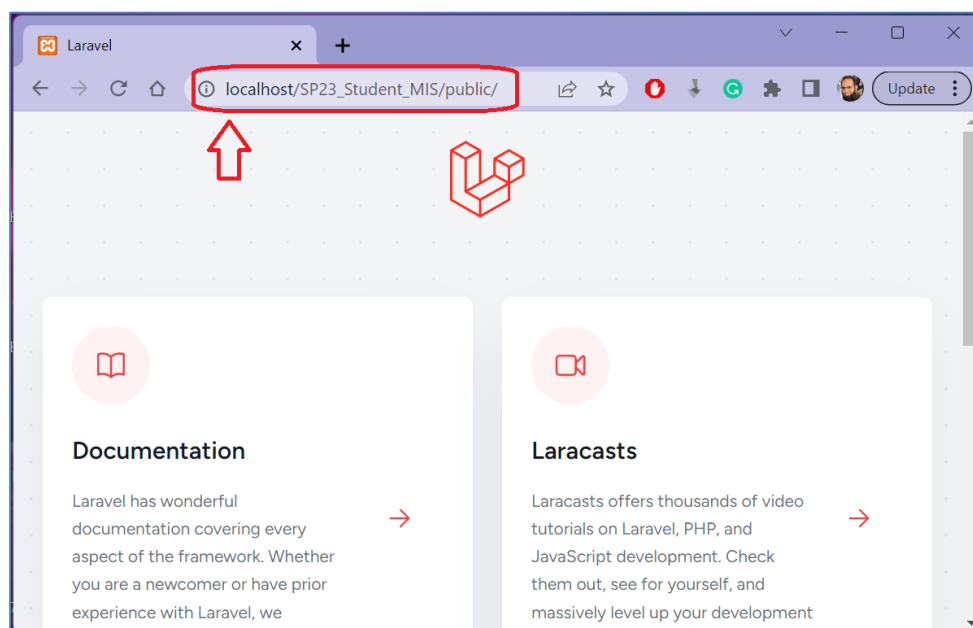 Laravel
localhost/SP23_Student_MIS/public/
Update
Documentation
Laravel has wonderful
documentation covering every
aspect of the framework. Whether
you are a newcomer or have prior
experience with Laravel, we
Laracasts
Laracasts offers thousands of video
tutorials on Laravel, PHP, and
JavaScript development. Check
them out, see for yourself, and
massively level up your development